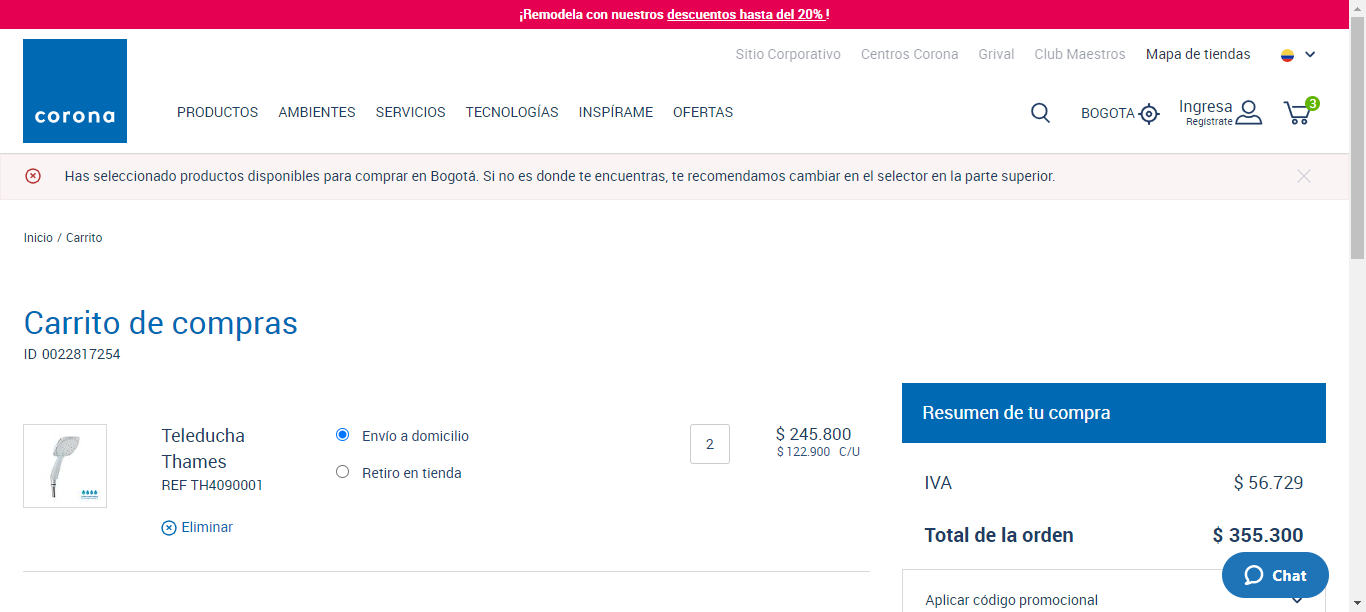 ¡Remodela con nuestros descuentos hasta del 20% !
Sitio Corporativo Centros Corona Grival Club Maestros Mapa de tiendas
corona
PRODUCTOS AMBIENTES SERVICIOS TECNOLOGÍAS INSPÍRAME OFERTAS
BOGOTA
Ingresa
Regístrate
3
Has seleccionado productos disponibles para comprar en Bogotá. Si no es donde te encuentras, te recomendamos cambiar en el selector en la parte superior.
Inicio / Carrito
Carrito de compras
ID 0022817254
Teleducha
Thames
REF TH4090001
Eliminar
Envío a domicilio
Retiro en tienda
2
$ 245.800
$ 122.900 C/U
Resumen de tu compra
IVA $ 56.729
Total de la orden $ 355.300
Aplicar código promocional
Chat